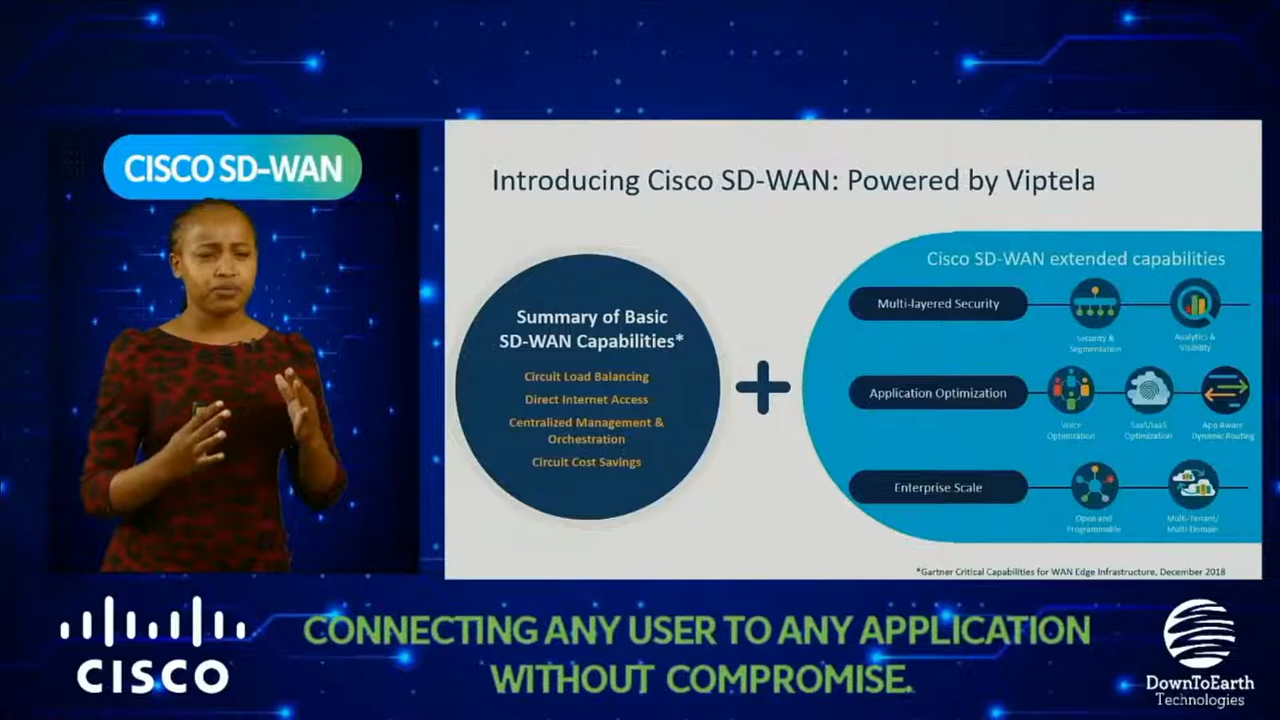 CISCO SD-WAN
Introducing Cisco SD-WAN: Powered by Viptela
Summary of Basic
SD-WAN Capabilities*
Circuit Load Balancing
Direct Internet Access
Centralized Management &
Orchestration
Circuit Cost Savings
Cisco SD-WAN extended capabilities
Multi-layered Security
Security &
Segmentation
Analytics &
Visibility
Application Optimization
Voice
Optimization
SaaS/IaaS
Optimization
App Aware
Dynamic Routing
Enterprise Scale
Open and
Programmable
Multi-Tenant/
Multi-Domain
*Gartner Critical Capabilities for WAN Edge Infrastructure, December 2018
CISCO
CONNECTING ANY USER TO ANY APPLICATION
WITHOUT COMPROMISE.
DownToEarth
Technologies